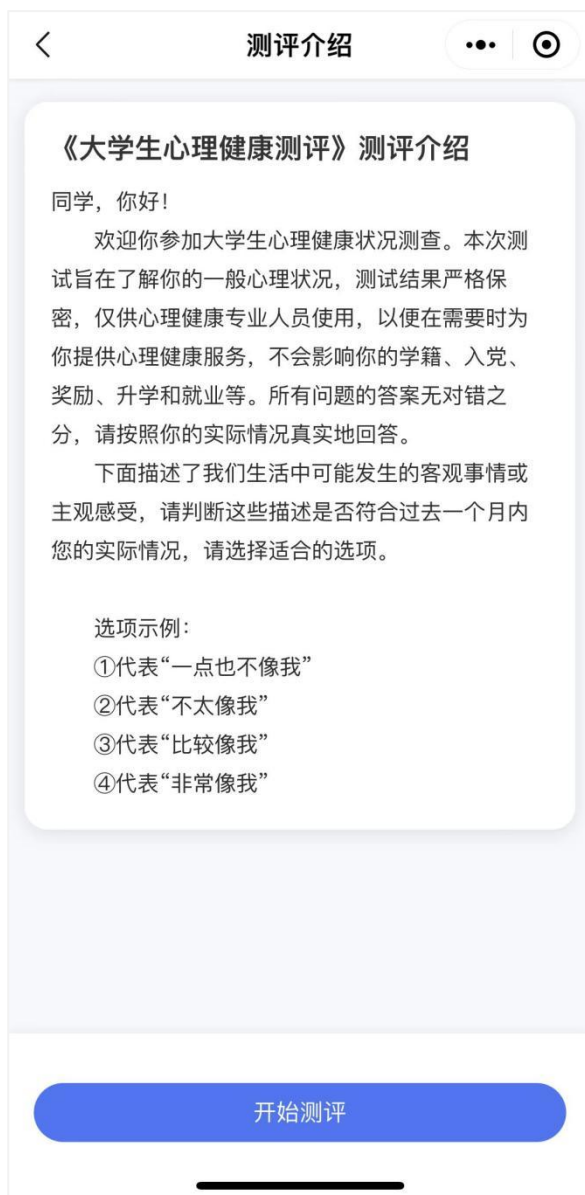 测评介绍
《大学生心理健康测评》测评介绍
同学，你好！
欢迎你参加大学生心理健康状况测查。本次测
试旨在了解你的一般心理状况，测试结果严格保
密，仅供心理健康专业人员使用，以便在需要时为
你提供心理健康服务，不会影响你的学籍、入党、
奖励、升学和就业等。所有问题的答案无对错之
分，请按照你的实际情况真实地回答。
下面描述了我们生活中可能发生的客观事情或
主观感受，请判断这些描述是否符合过去一个月内
您的实际情况，请选择适合的选项。
选项示例：
①代表“一点也不像我”
②代表“不太像我”
③代表“比较像我”
④代表“非常像我”
开始测评